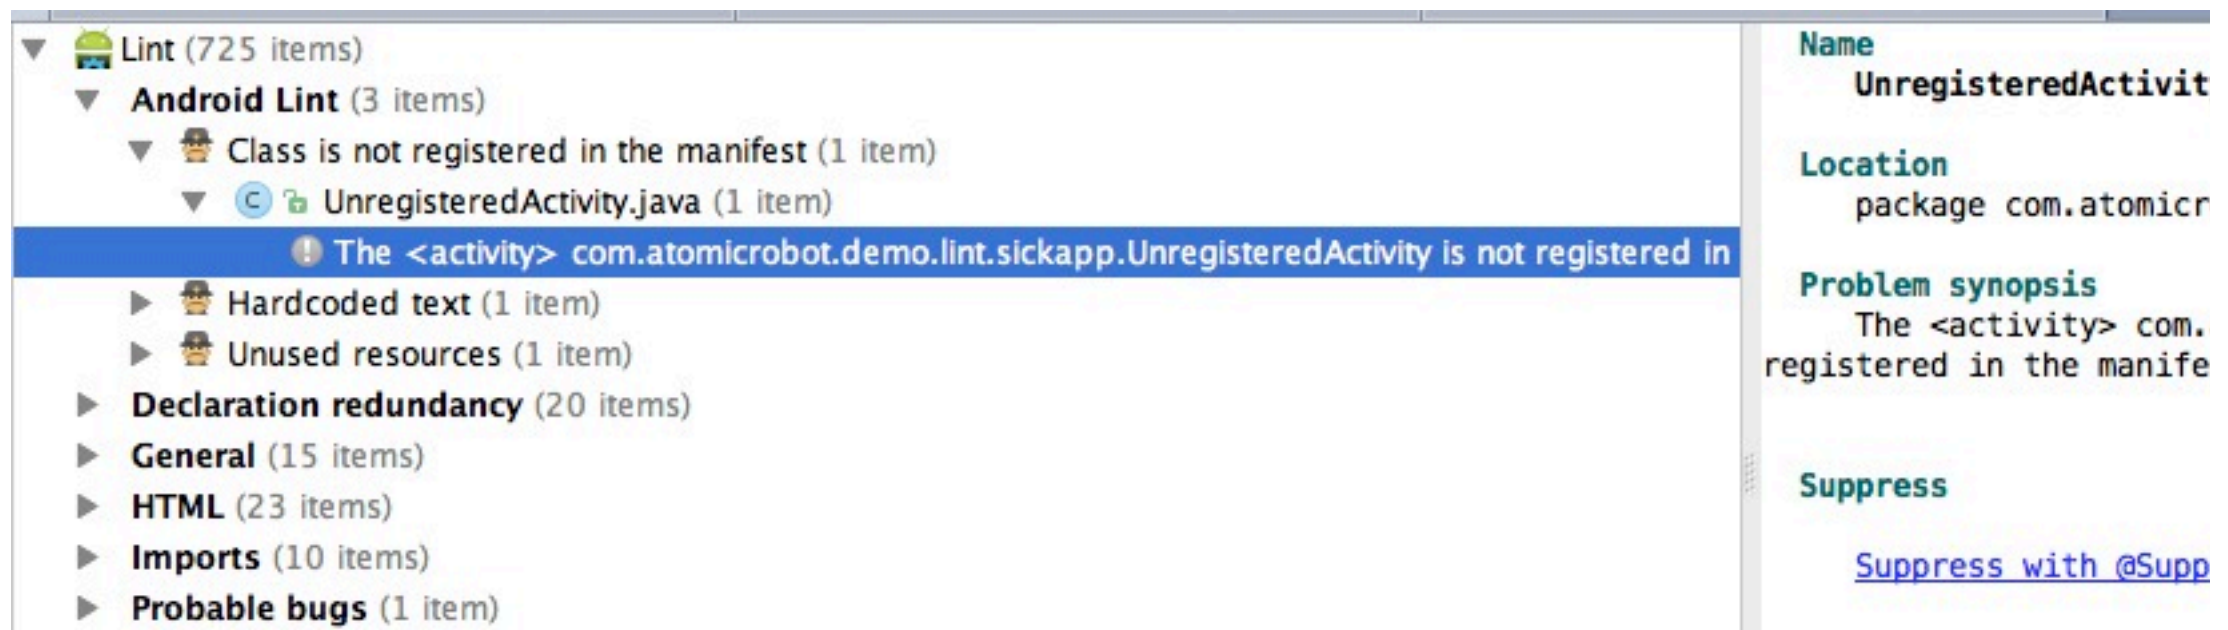 Lint (725 items)
Android Lint (3 items)
Class is not registered in the manifest (1 item)
UnregisteredActivity.java (1 item)
The <activity> com.atomicrobot.demo.lint.sickapp.UnregisteredActivity is not registered in
Hardcoded text (1 item)
Unused resources (1 item)
Declaration redundancy (20 items)
General (15 items)
HTML (23 items)
Imports (10 items)
Probable bugs (1 item)
Name
UnregisteredActivit
Location
package com.atomicr
Problem synopsis
The <activity> com.
registered in the manife
Suppress
Suppress with @Supp